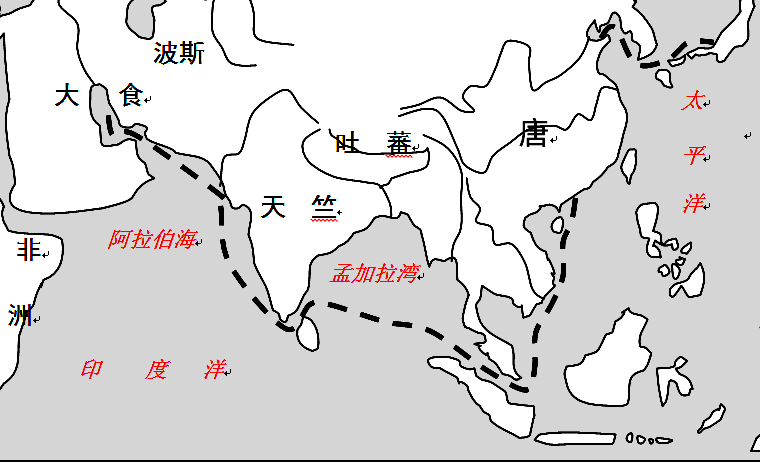 波斯
大 食
太
平
洋
唐
吐 蕃
天 竺
阿拉伯海
非
洲
孟加拉湾
印 度 洋